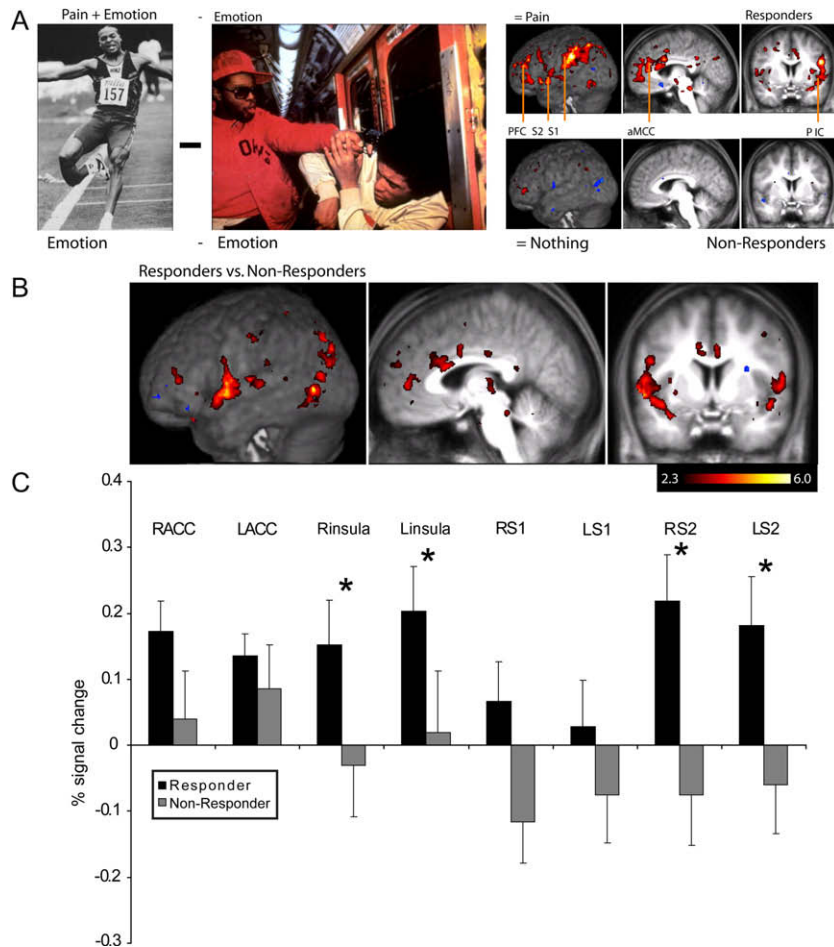 A
Pain + Emotion - Emotion = Pain Responders
157
Oh
PFC S2 S1 aMCC P IC
Emotion - Emotion = Nothing Non-Responders
Responders vs. Non-Responders
B
2.3 6.0
C
0.4
RACC LACC Rinsula Linsula RS1 LS1 RS2 LS2
* * * *
0.3
0.2
0.1
0
% signal change
Responder
Non-Responder
-0.1
-0.2
-0.3